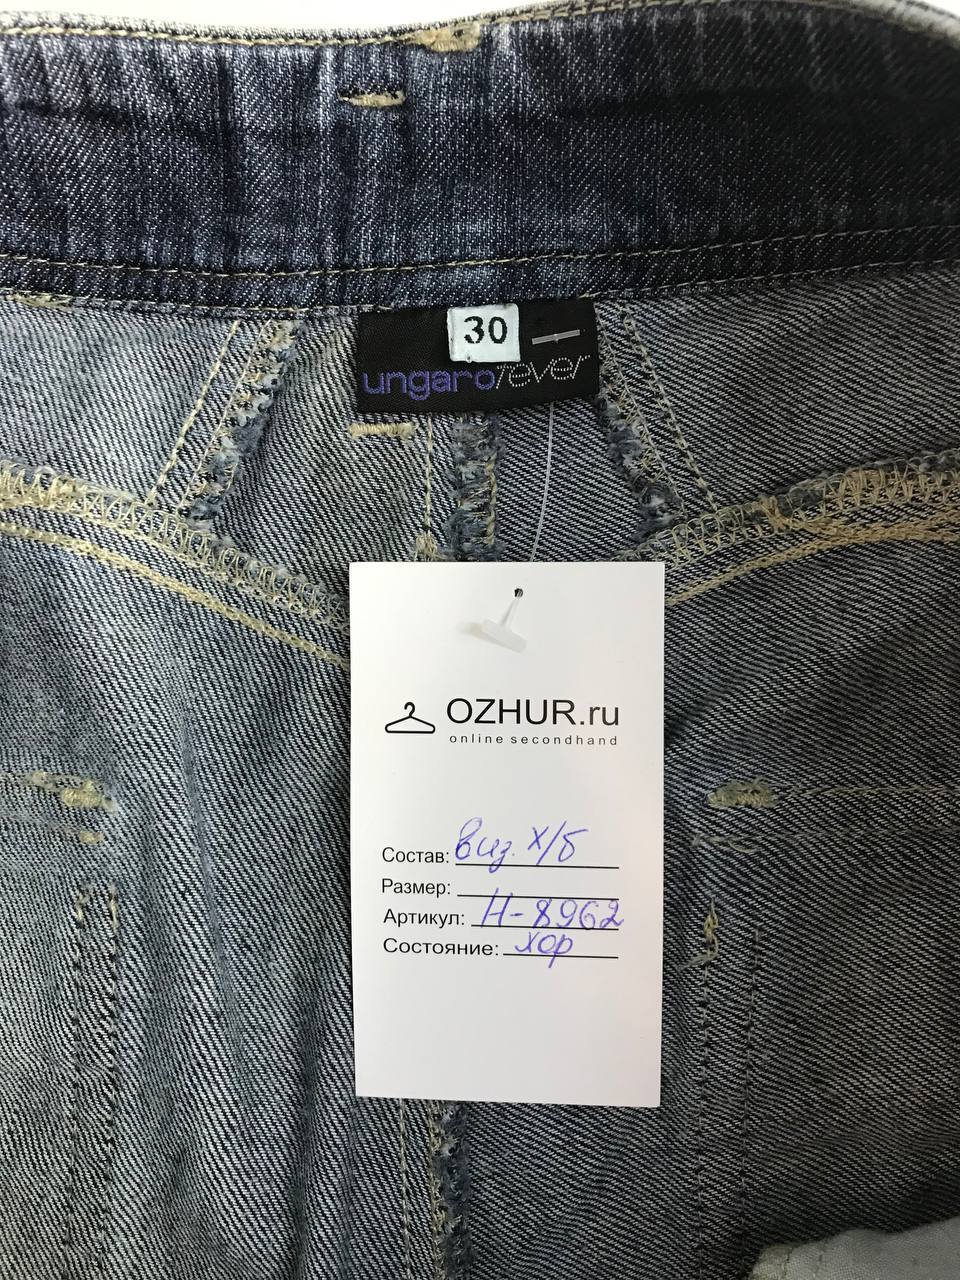 30
ungaro fever
OZHUR.ru
online secondhand
Состав: виз. х/б
Размер:
Артикул: Н-8962
Состояние: хор